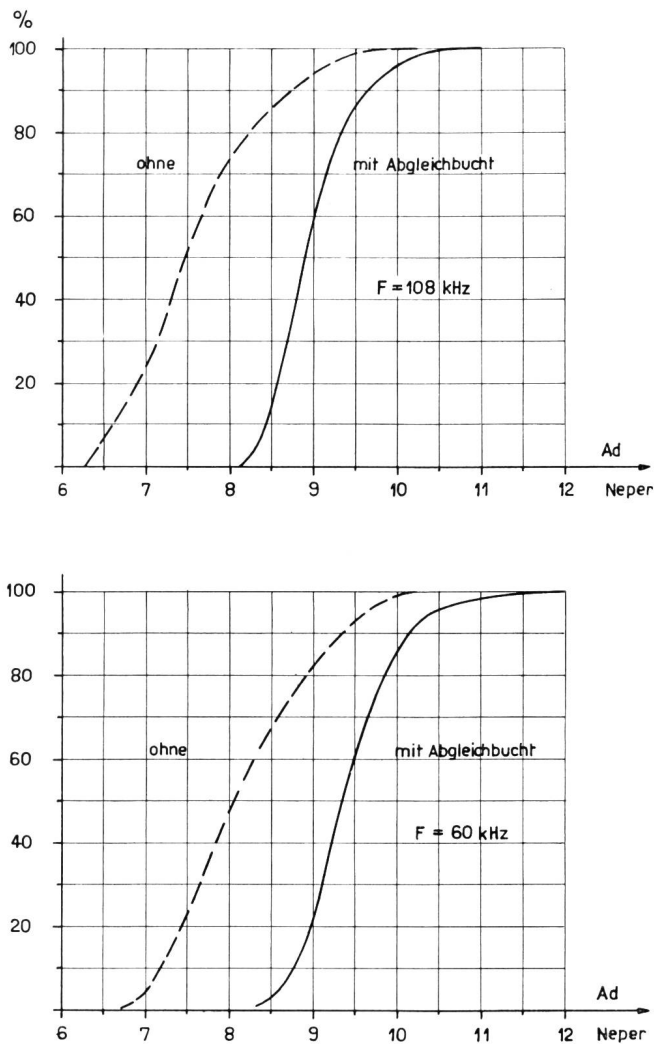 %
100
80
60
40
20
ohne
mit Abgleichbucht
F = 108 kHz
Ad
6 7 8 9 10 11 12 Neper
100
80
60
40
20
ohne
mit Abgleichbucht
F = 60 kHz
Ad
6 7 8 9 10 11 12 Neper